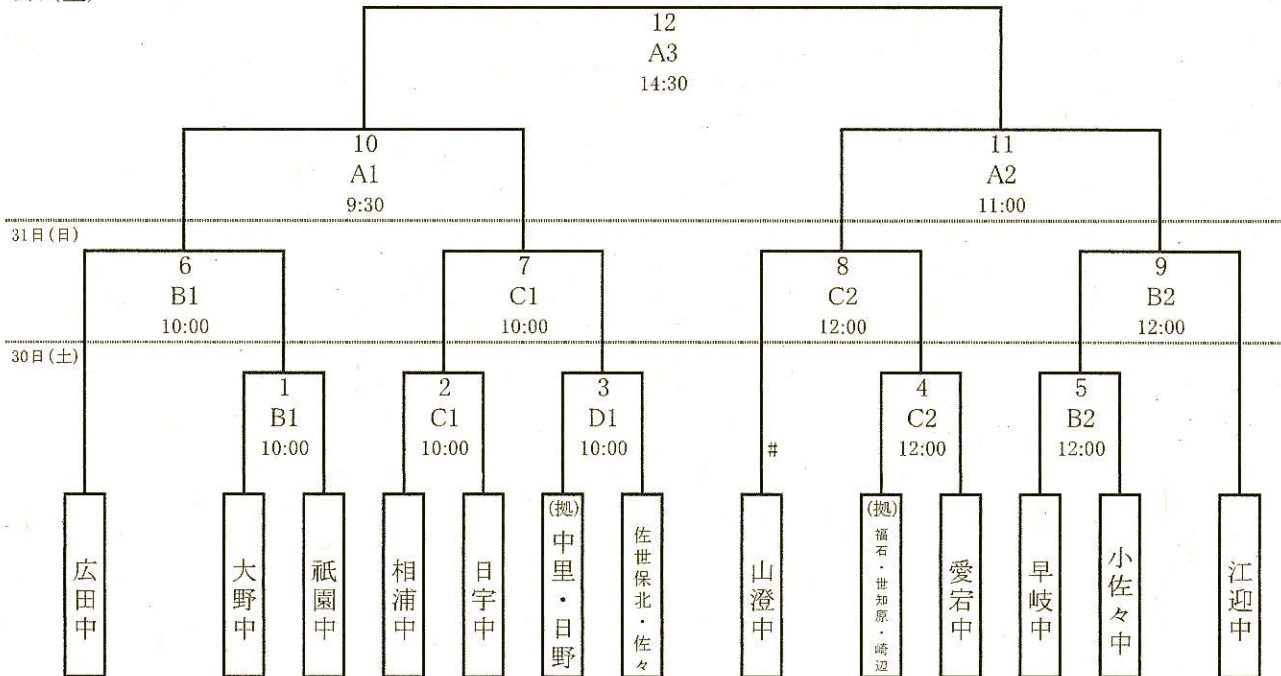 12
A3
14:30
10
A1
9:30
11
A2
11:00
31日(日)
6
B1
10:00
7
C1
10:00
8
C2
12:00
9
B2
12:00
30日(土)
1
B1
10:00
2
C1
10:00
3
D1
10:00
#
4
C2
12:00
5
B2
12:00
広田中
大野中
祇園中
相浦中
日宇中
(拠)中里・日野
佐世保北・佐々
山澄中
(拠)福石・世知原・崎辺
愛宕中
早岐中
小佐々中
江迎中